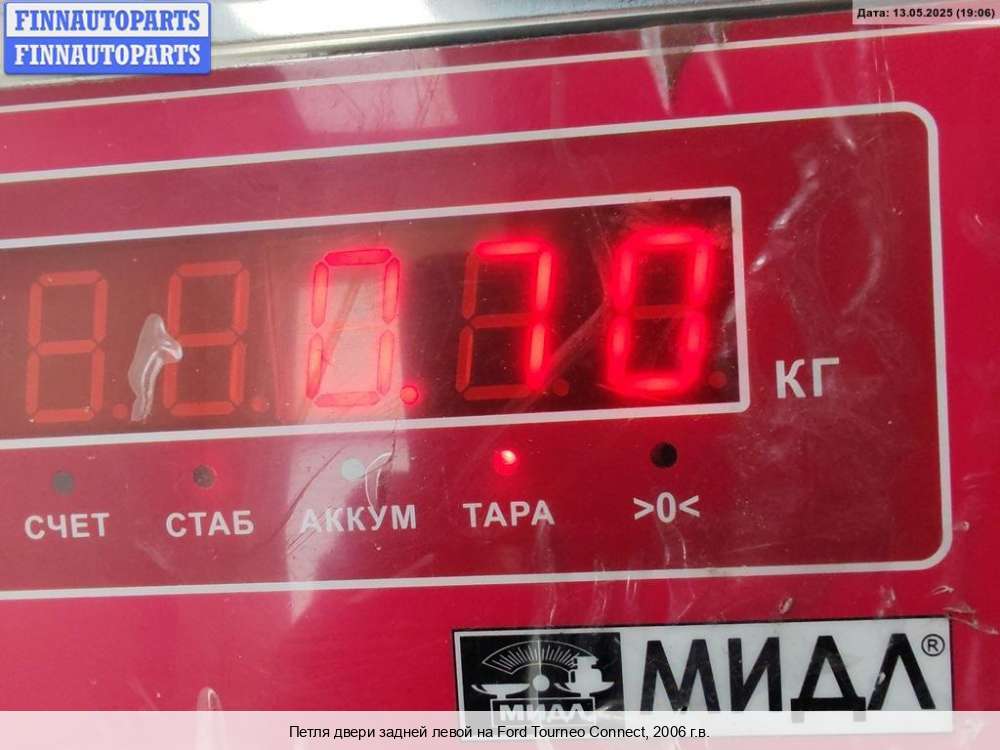 FINNAUTOPARTS
FINNAUTOPARTS
Дата: 13.05.2025 (19:06)
0.70
КГ
СЧЕТ СТАБ АККУМ ТАРА >0<
МИДЛ®
МИДЛ
Петля двери задней левой на Ford Tourneo Connect, 2006 г.в.